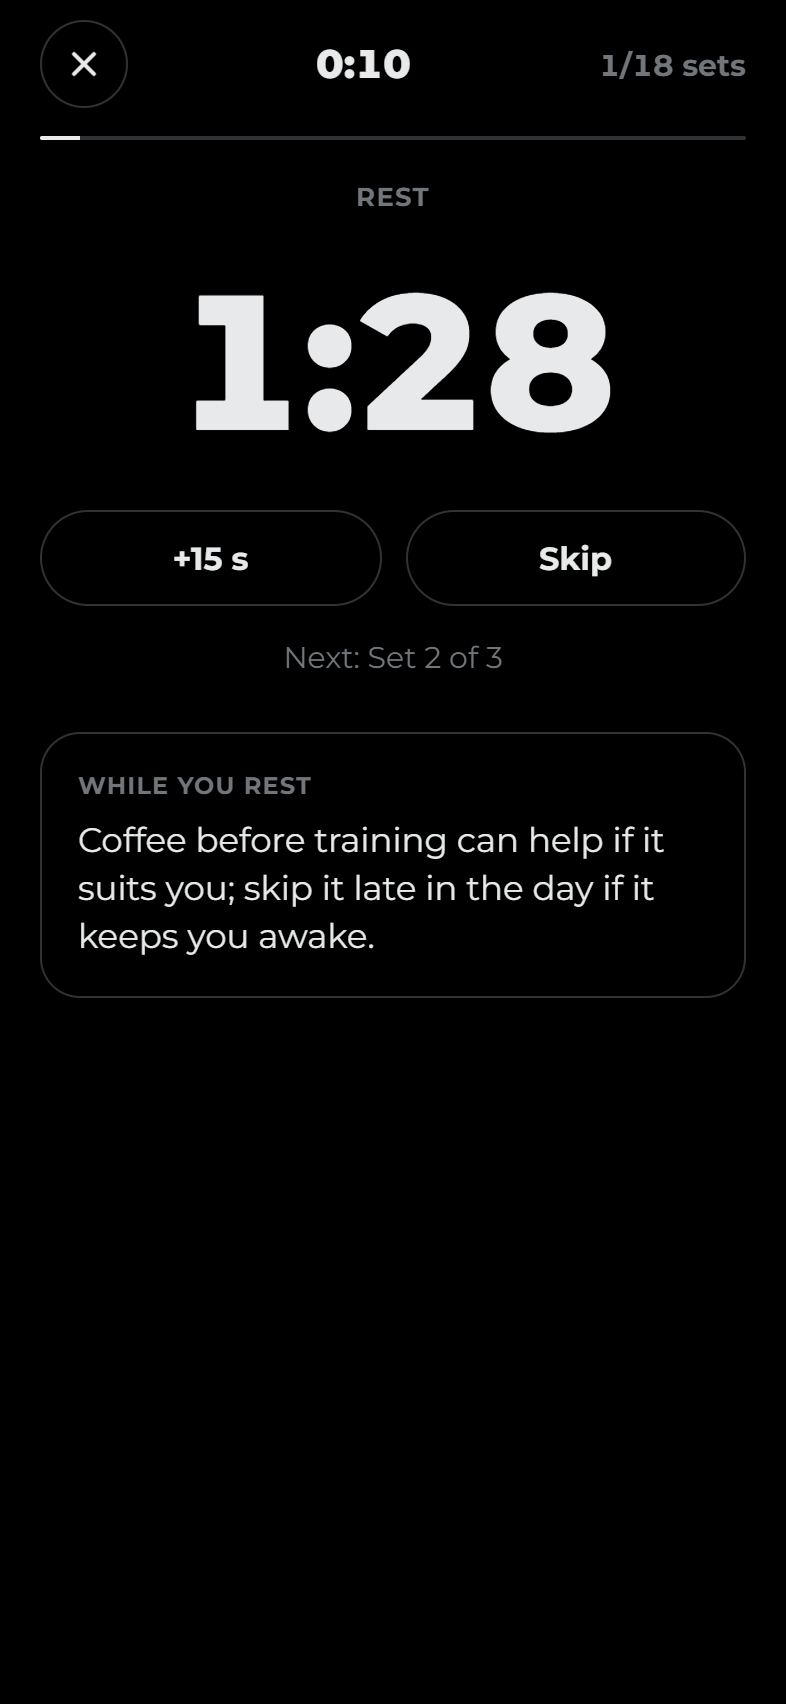 0:10
1/18 sets
REST
1:28
+15 s
Skip
Next: Set 2 of 3
WHILE YOU REST
Coffee before training can help if it
suits you; skip it late in the day if it
keeps you awake.